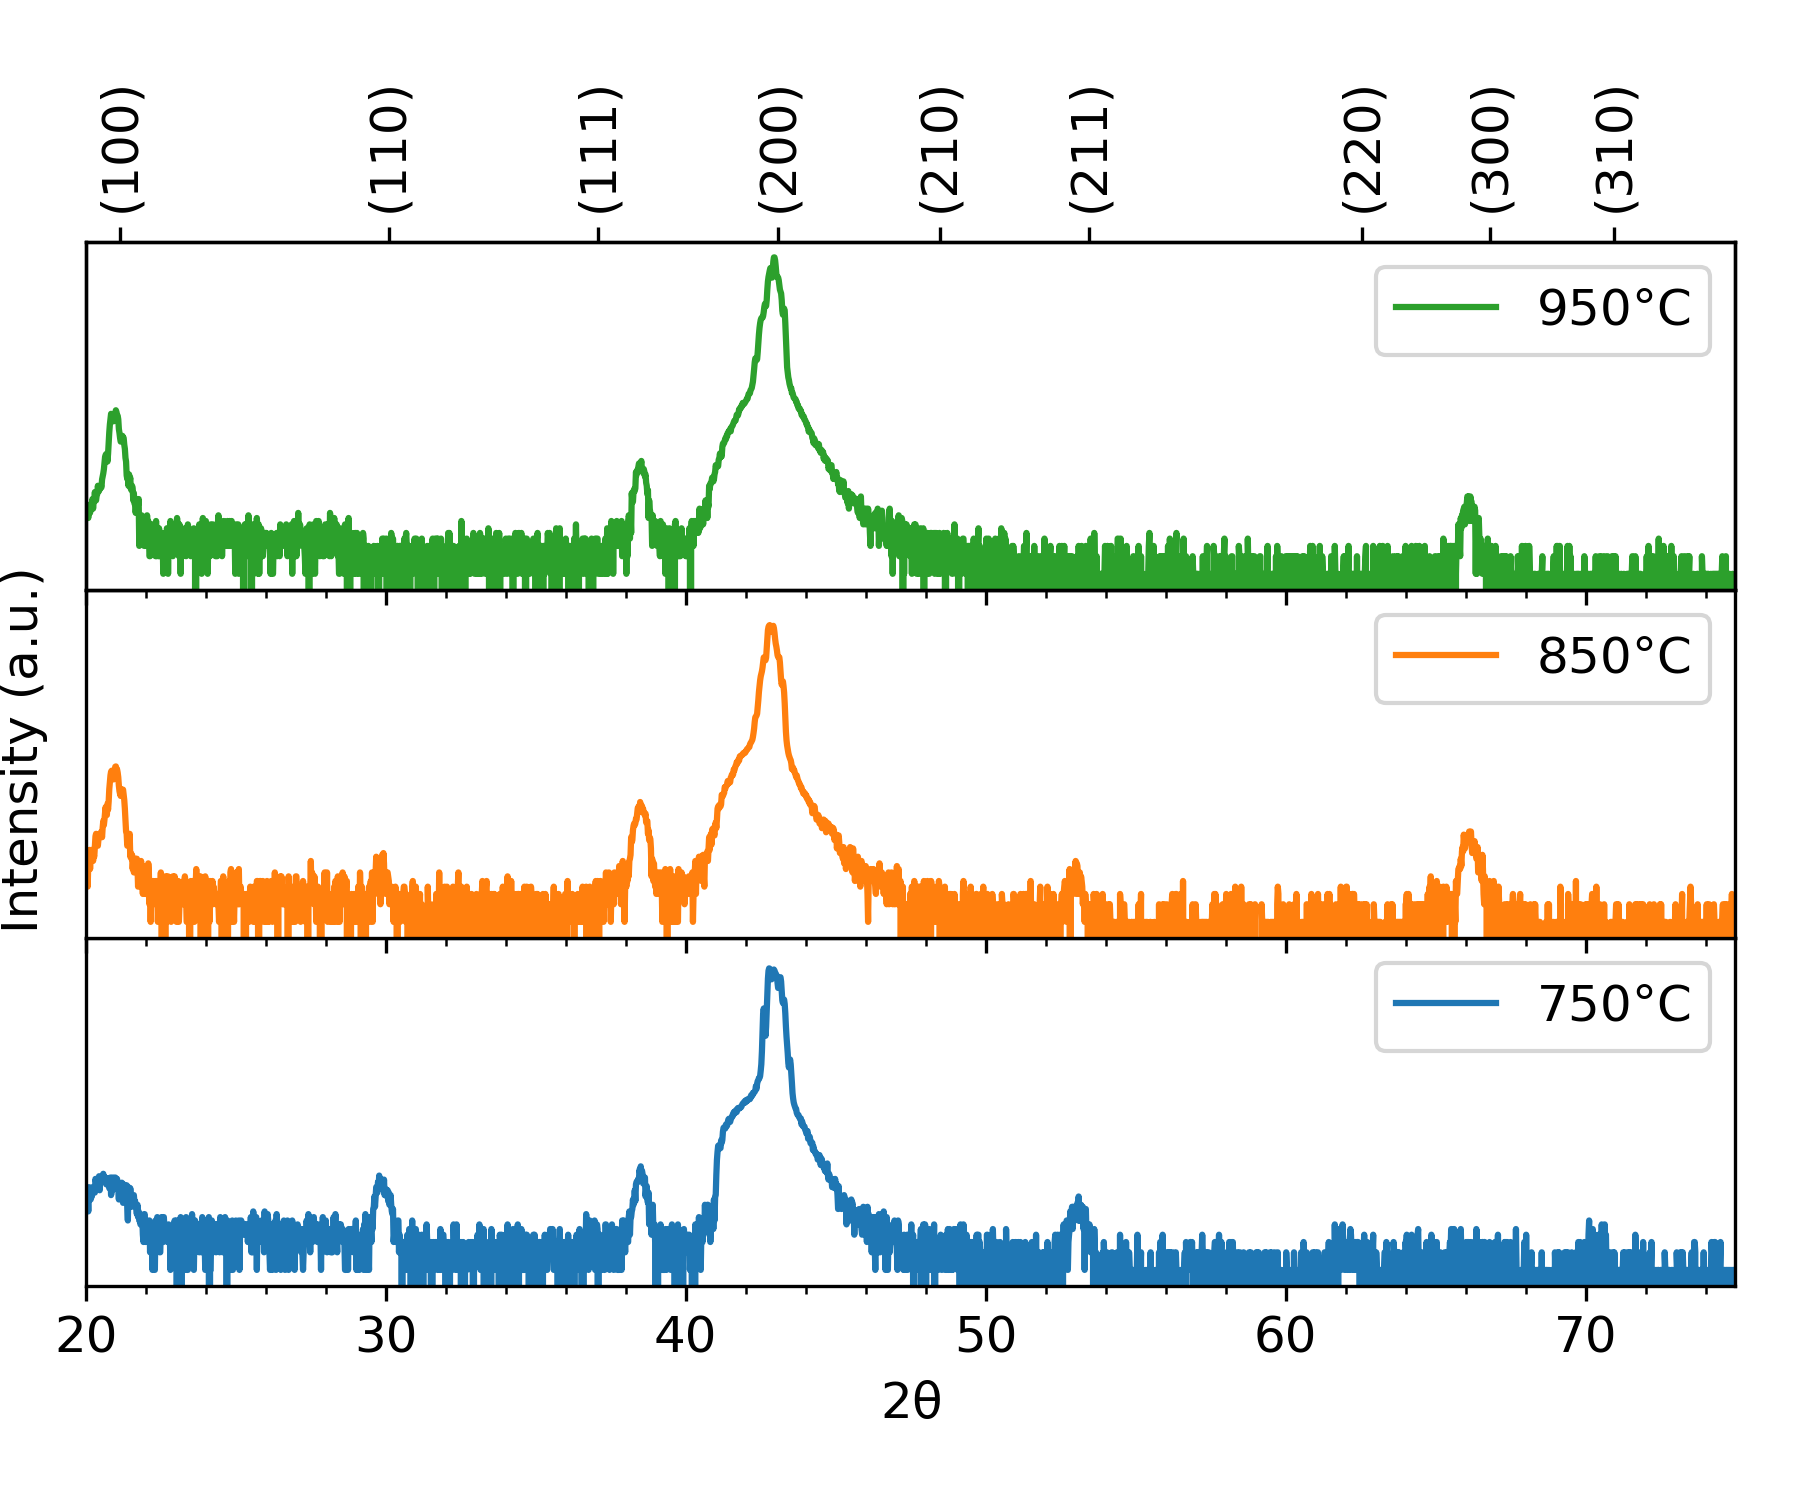 (100) (110) (111) (200) (210) (211) (220) (300) (310)
950°C
850°C
750°C
Intensity (a.u.)
20 30 40 50 60 70
2θ